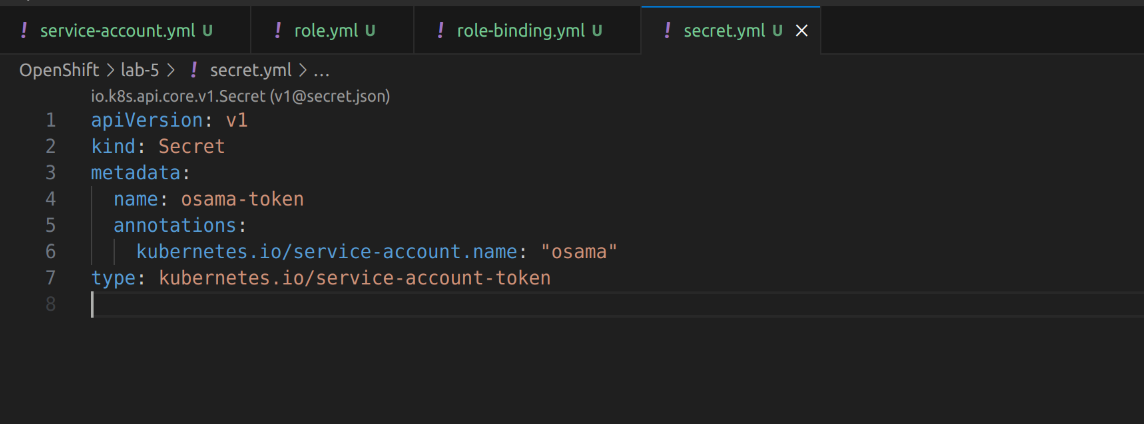 ! service-account.yml U ! role.yml U ! role-binding.yml U ! secret.yml U ×
OpenShift > lab-5 > ! secret.yml > ...
io.k8s.api.core.v1.Secret (v1@secret.json)
1 apiVersion: v1
2 kind: Secret
3 metadata:
4   name: osama-token
5   annotations:
6     kubernetes.io/service-account.name: "osama"
7 type: kubernetes.io/service-account-token
8